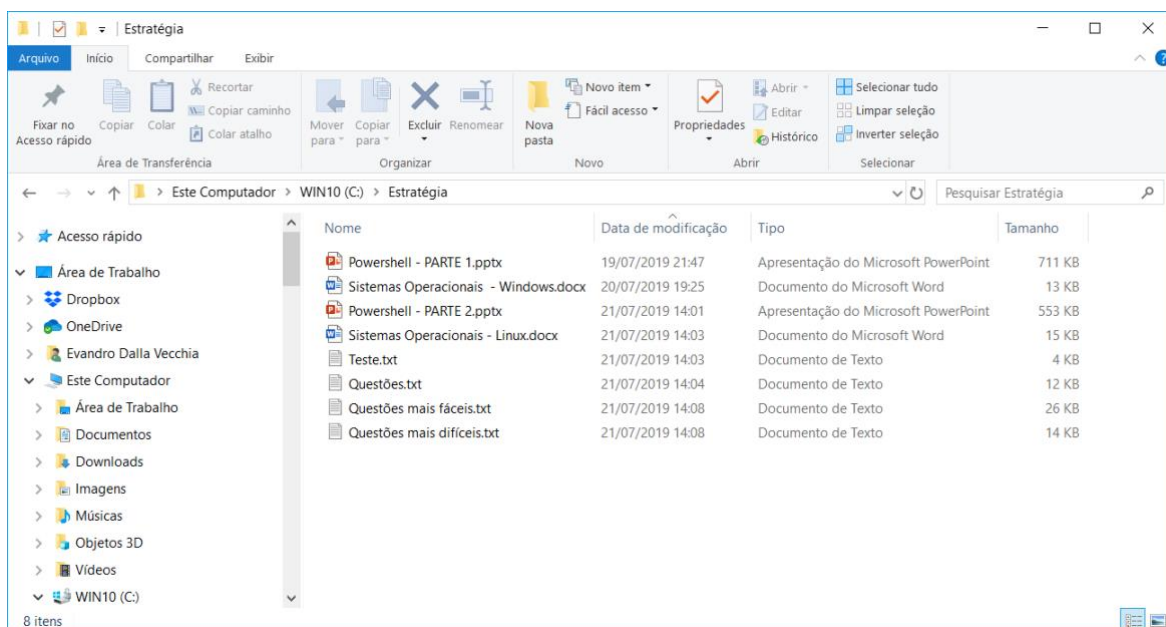 Estratégia
Arquivo Início Compartilhar Exibir
Fixar no Acesso rápido
Copiar
Colar
Recortar
Copiar caminho
Colar atalho
Área de Transferência
Mover para
Copiar para
Excluir
Renomear
Organizar
Nova pasta
Novo item
Fácil acesso
Novo
Propriedades
Abrir
Editar
Histórico
Abrir
Selecionar tudo
Limpar seleção
Inverter seleção
Selecionar
Este Computador > WIN10 (C:) > Estratégia
Pesquisar Estratégia
Acesso rápido
Área de Trabalho
Dropbox
OneDrive
Evandro Dalla Vecchia
Este Computador
Área de Trabalho
Documentos
Downloads
Imagens
Músicas
Objetos 3D
Vídeos
WIN10 (C:)
Nome Data de modificação Tipo Tamanho
Powershell - PARTE 1.pptx 19/07/2019 21:47 Apresentação do Microsoft PowerPoint 711 KB
Sistemas Operacionais - Windows.docx 20/07/2019 19:25 Documento do Microsoft Word 13 KB
Powershell - PARTE 2.pptx 21/07/2019 14:01 Apresentação do Microsoft PowerPoint 553 KB
Sistemas Operacionais - Linux.docx 21/07/2019 14:03 Documento do Microsoft Word 15 KB
Teste.txt 21/07/2019 14:03 Documento de Texto 4 KB
Questões.txt 21/07/2019 14:04 Documento de Texto 12 KB
Questões mais fáceis.txt 21/07/2019 14:08 Documento de Texto 26 KB
Questões mais difíceis.txt 21/07/2019 14:08 Documento de Texto 14 KB
8 itens